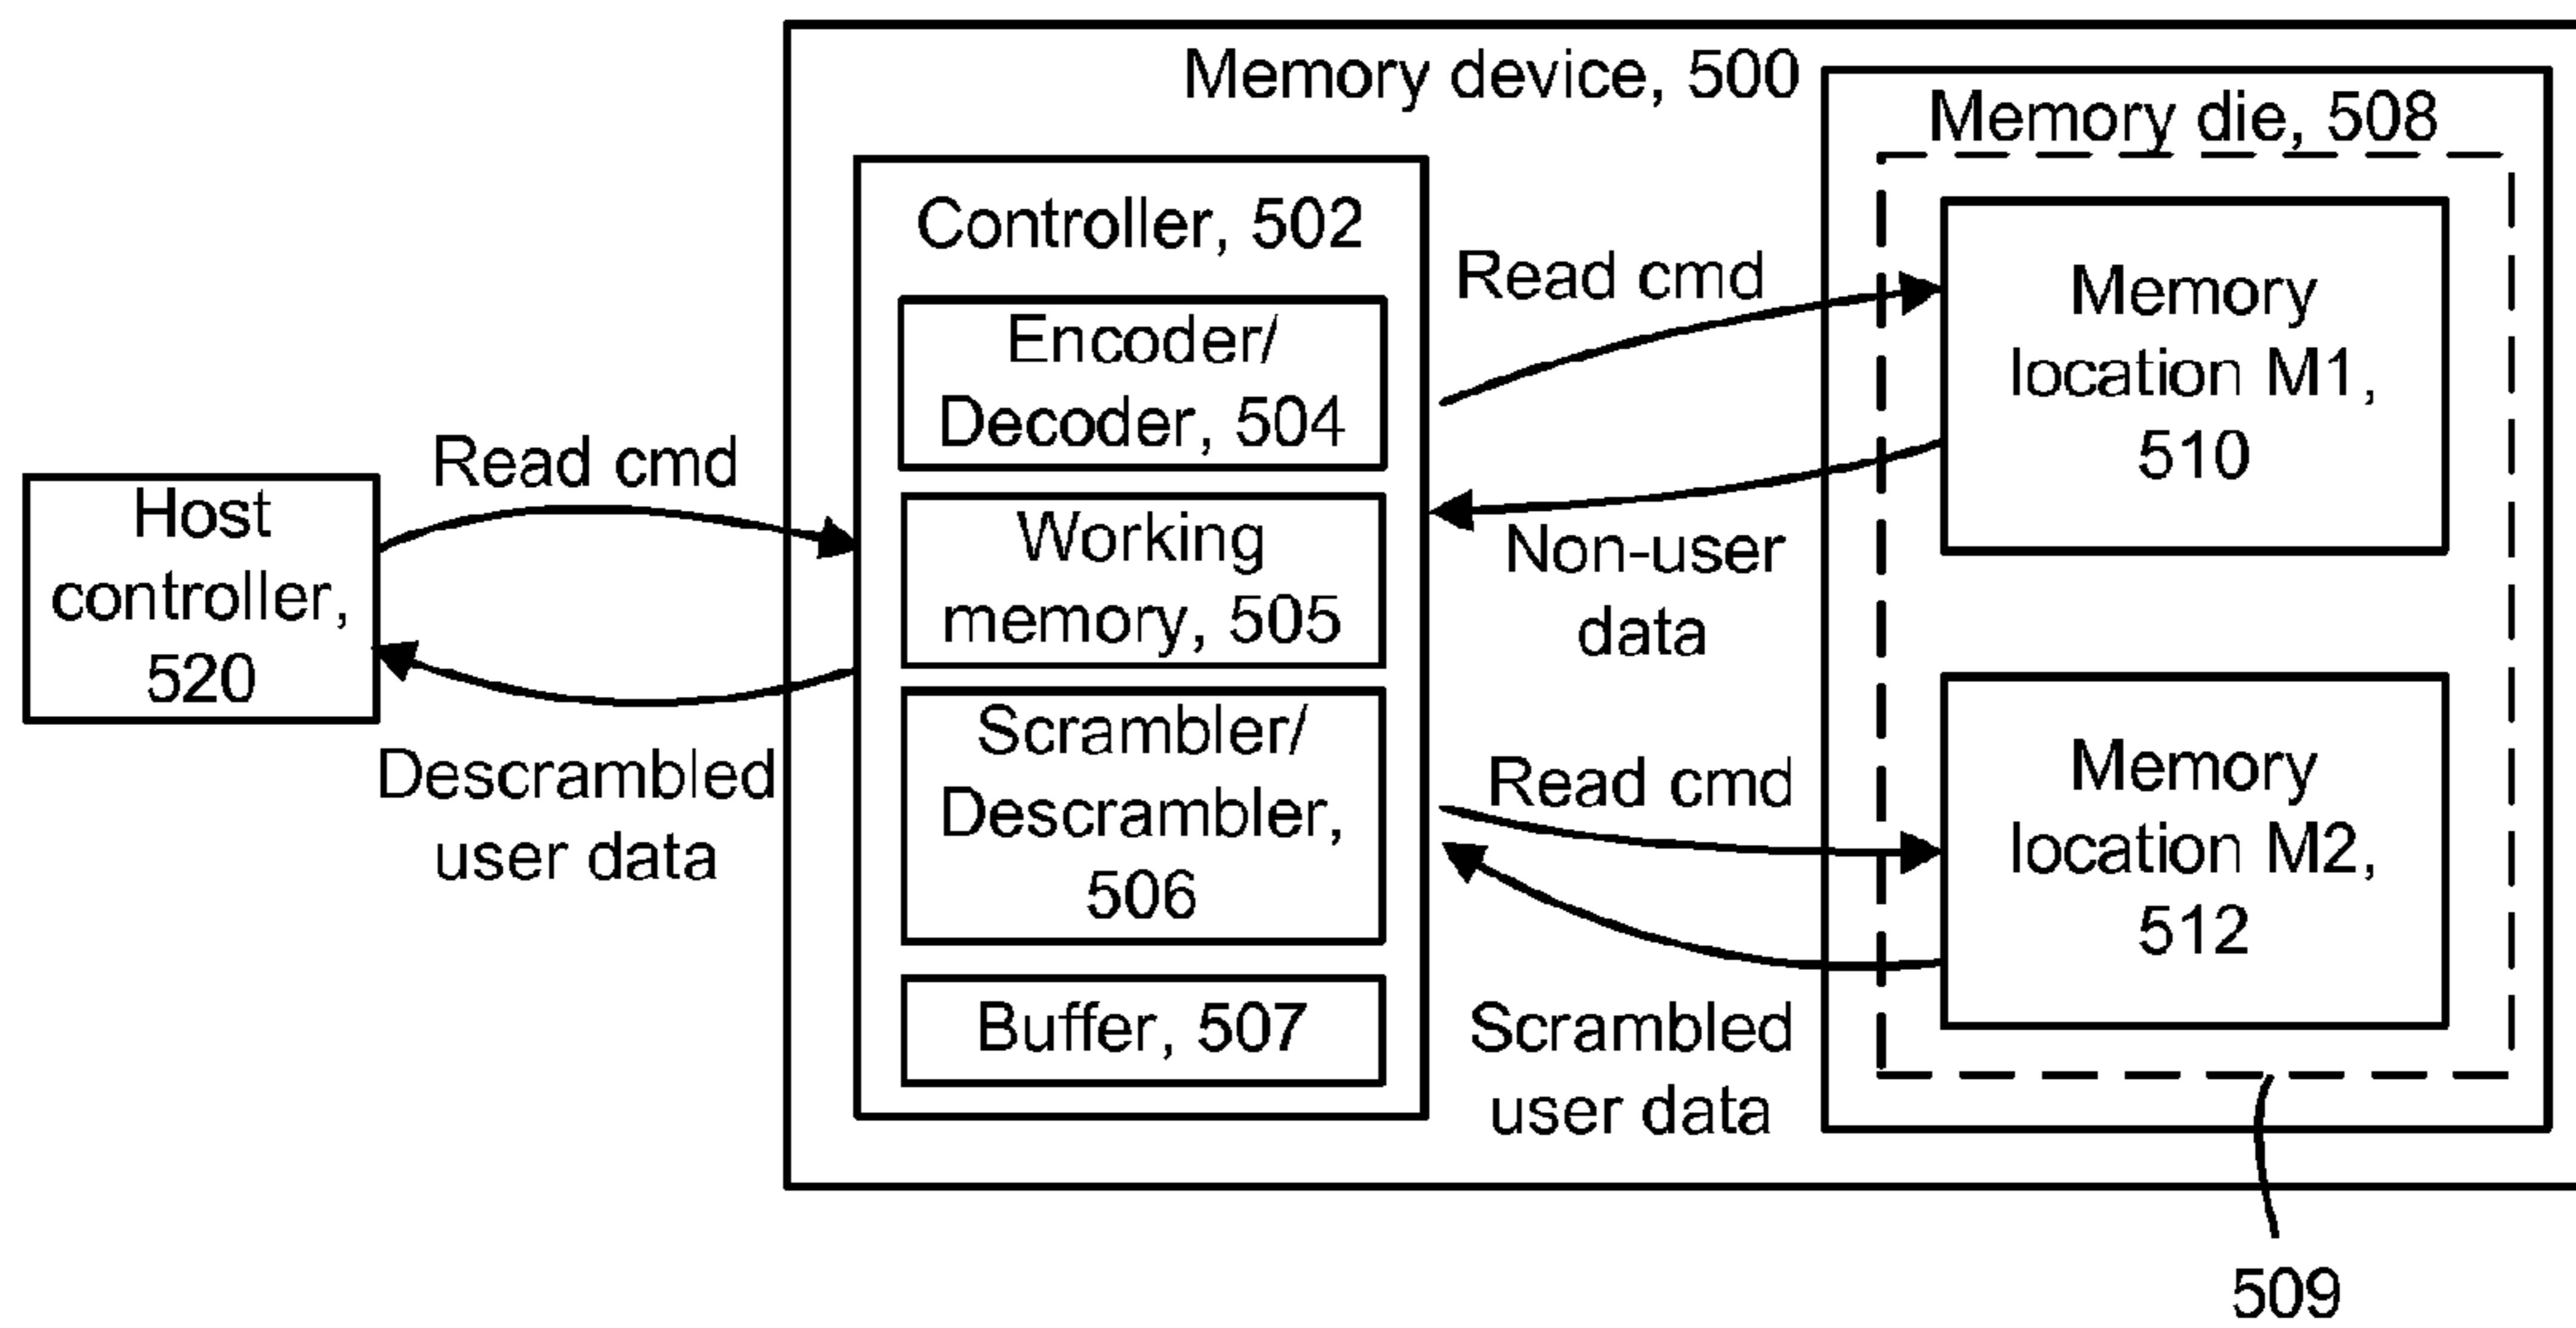 Memory device, 500
Memory die, 508
Controller, 502
Encoder/
Decoder, 504
Working
memory, 505
Scrambler/
Descrambler,
506
Buffer, 507
Host
controller,
520
Read cmd
Descrambled
user data
Read cmd
Non-user
data
Read cmd
Scrambled
user data
Memory
location M1,
510
Memory
location M2,
512
509